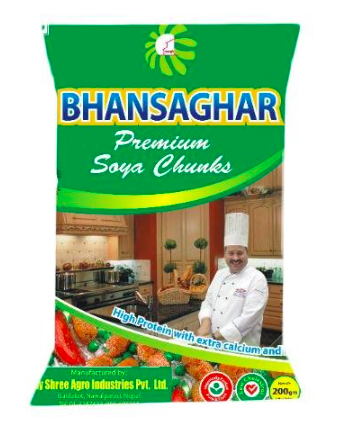 BHANSAGHAR
Premium
Soya Chunks
High Protein with extra calcium and
Manufactured by:
Shree Agro Industries Pvt. Ltd.
200gm